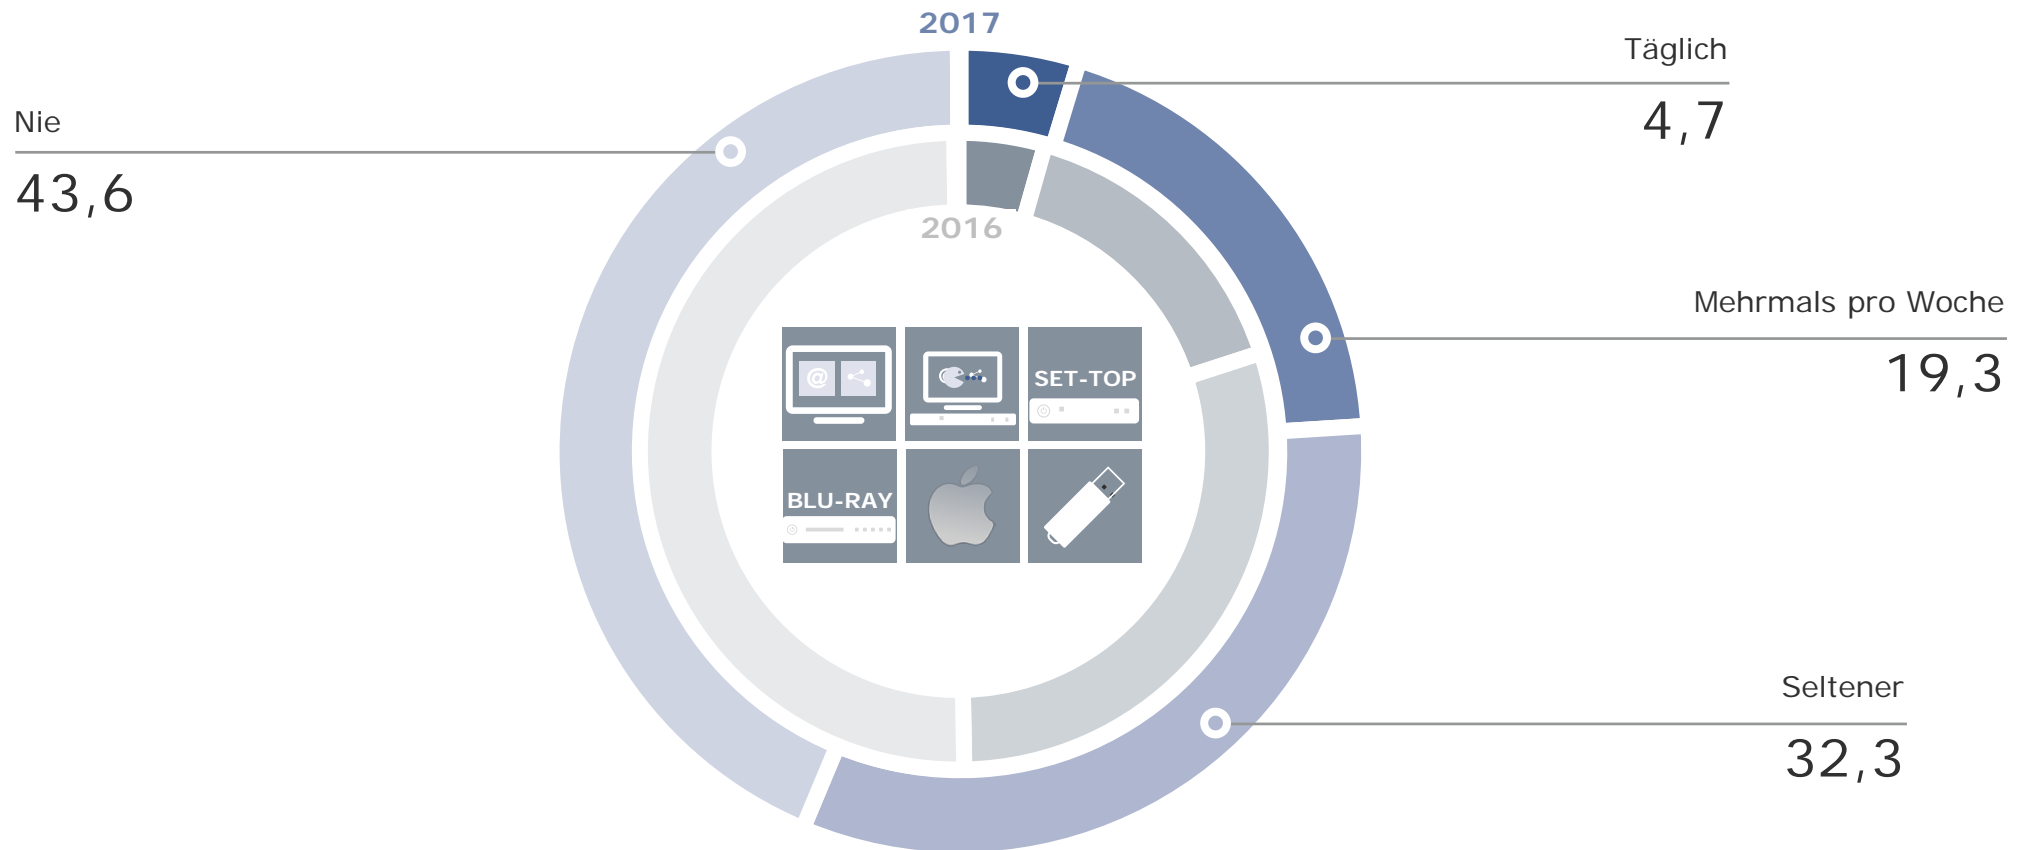 2017
Täglich
4,7
Nie
43,6
2016
Mehrmals pro Woche
19,3
@
SET-TOP
BLU-RAY
Seltener
32,3